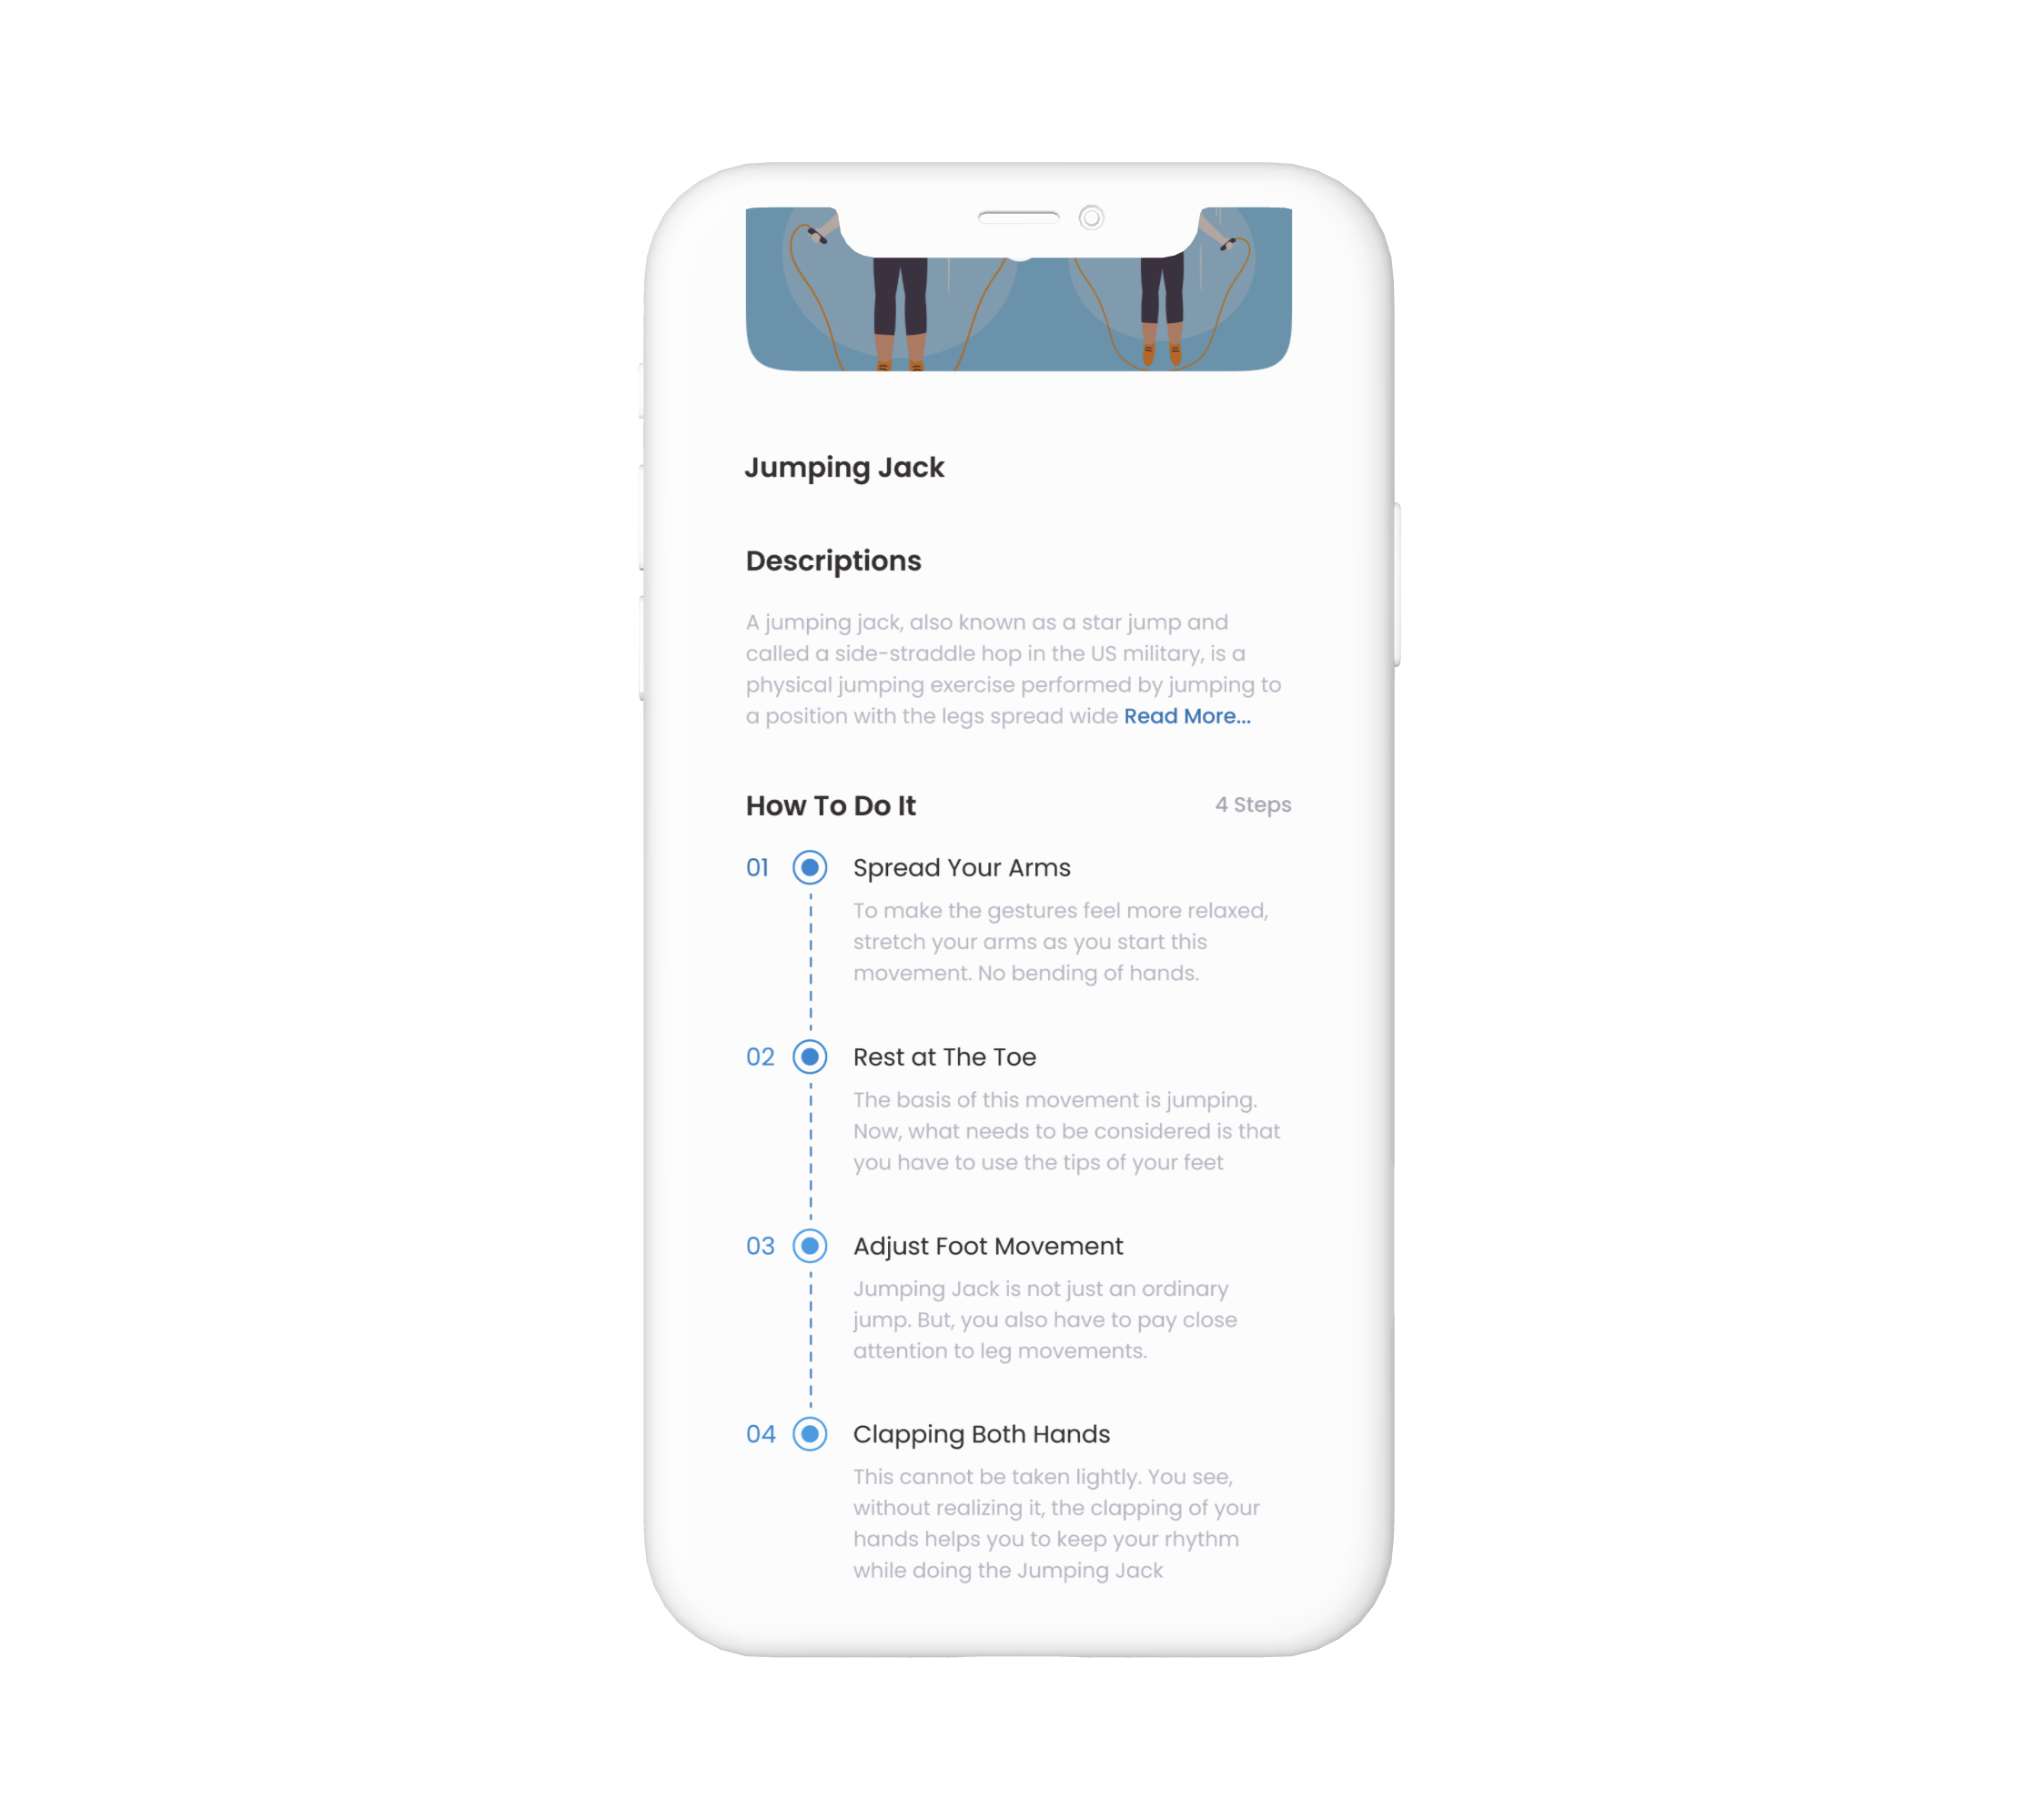 Jumping Jack
Descriptions
A jumping jack, also known as a star jump and
called a side-straddle hop in the US military, is a
physical jumping exercise performed by jumping to
a position with the legs spread wide Read More...
How To Do It 4 Steps
01 Spread Your Arms
To make the gestures feel more relaxed,
stretch your arms as you start this
movement. No bending of hands.
02 Rest at The Toe
The basis of this movement is jumping.
Now, what needs to be considered is that
you have to use the tips of your feet
03 Adjust Foot Movement
Jumping Jack is not just an ordinary
jump. But, you also have to pay close
attention to leg movements.
04 Clapping Both Hands
This cannot be taken lightly. You see,
without realizing it, the clapping of your
hands helps you to keep your rhythm
while doing the Jumping Jack